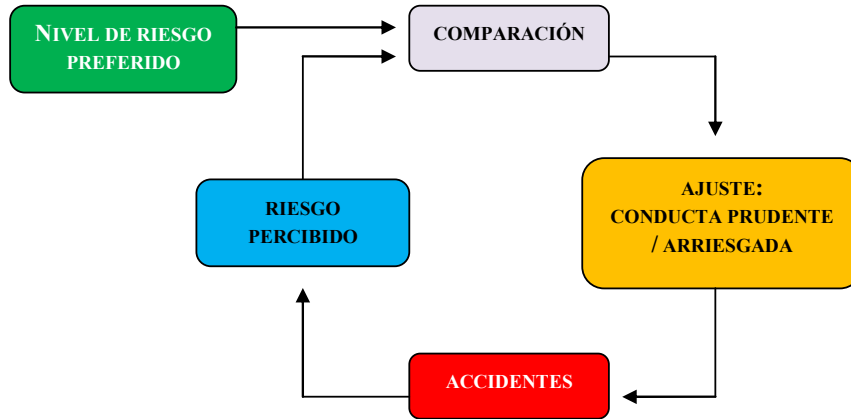 NIVEL DE RIESGO
PREFERIDO
COMPARACIÓN
RIESGO
PERCIBIDO
AJUSTE:
CONDUCTA PRUDENTE
/ ARRIESGADA
ACCIDENTES